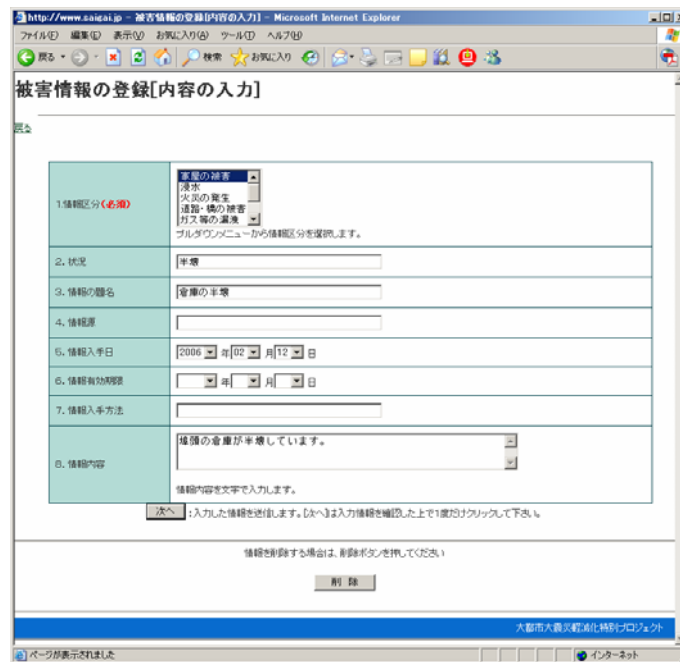 http://www.saigai.jp - 被害情報の登録[内容の入力] - Microsoft Internet Explorer
ファイル(F) 編集(E) 表示(V) お気に入り(A) ツール(T) ヘルプ(H)
戻る 検索 お気に入り
被害情報の登録[内容の入力]
戻る
1.情報区分(必須)
家屋の被害
浸水
火災の発生
道路・橋の被害
ガス等の漏洩
プルダウンメニューから情報区分を選択します。
2. 状況 半壊
3. 情報の題名 倉庫の半壊
4. 情報源
5. 情報入手日 2006 年 02 月 12 日
6. 情報有効期限 年 月 日
7. 情報入手方法
8. 情報内容
埠頭の倉庫が半壊しています。
情報内容を文字で入力します。
次へ :入力した情報を送信します。[次へ]は入力情報を確認した上で1度だけクリックして下さい。
情報を削除する場合は、削除ボタンを押してください
削 除
大都市大震災軽減化特別プロジェクト
ページが表示されました インターネット